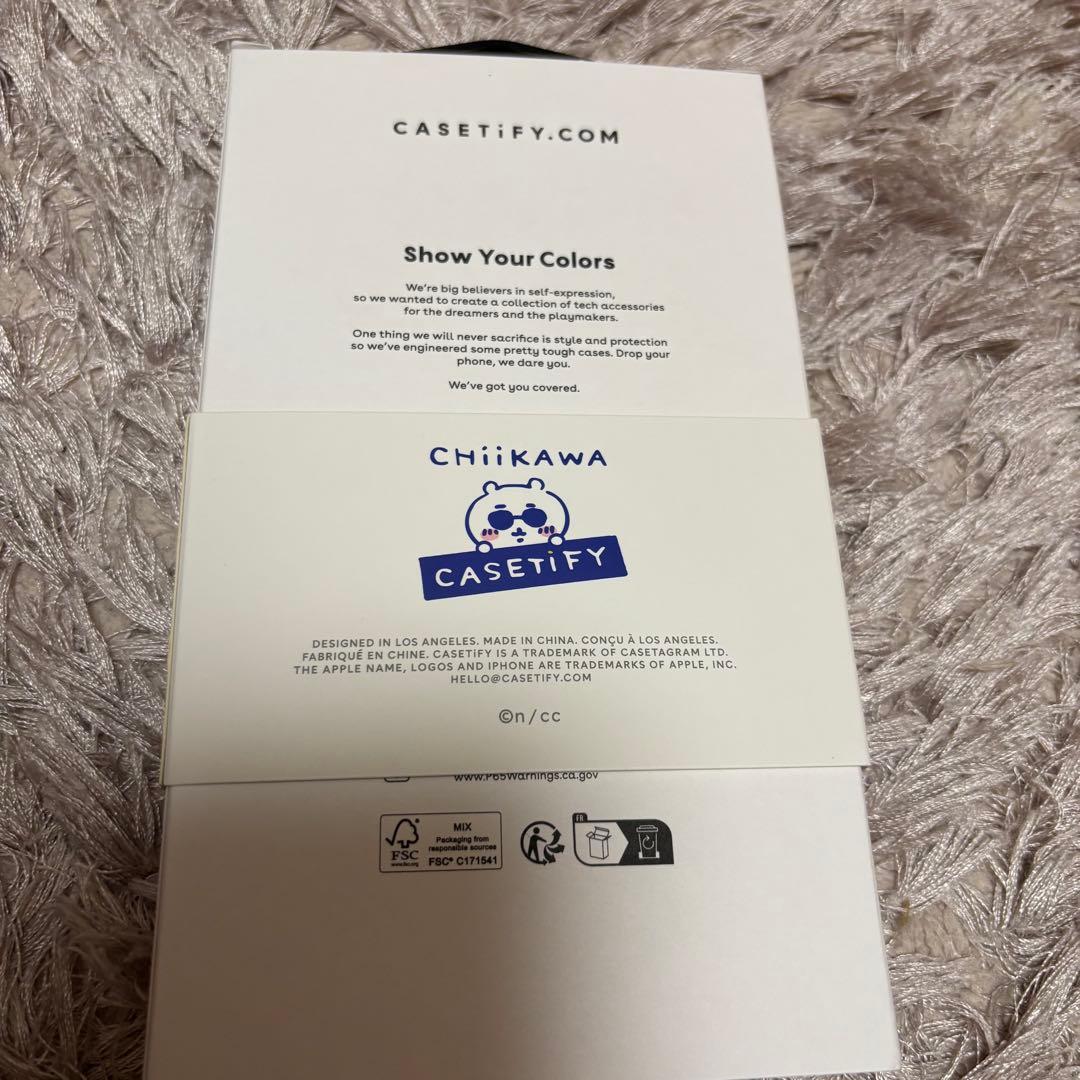 CASETiFY.COM
Show Your Colors
We're big believers in self-expression,
so we wanted to create a collection of tech accessories
for the dreamers and the playmakers.
One thing we will never sacrifice is style and protection
so we've engineered some pretty tough cases. Drop your
phone, we dare you.
We've got you covered.
CHiiKAWA
CASETiFY
DESIGNED IN LOS ANGELES. MADE IN CHINA. CONÇU À LOS ANGELES.
FABRIQUÉ EN CHINE. CASETiFY IS A TRADEMARK OF CASETAGRAM LTD.
THE APPLE NAME, LOGOS AND IPHONE ARE TRADEMARKS OF APPLE, INC.
HELLO@CASETIFY.COM
©n/cc
www.P65Warnings.ca.gov
FSC
www.fsc.org
MIX
Packaging from
responsible sources
FSC® C171541
FR